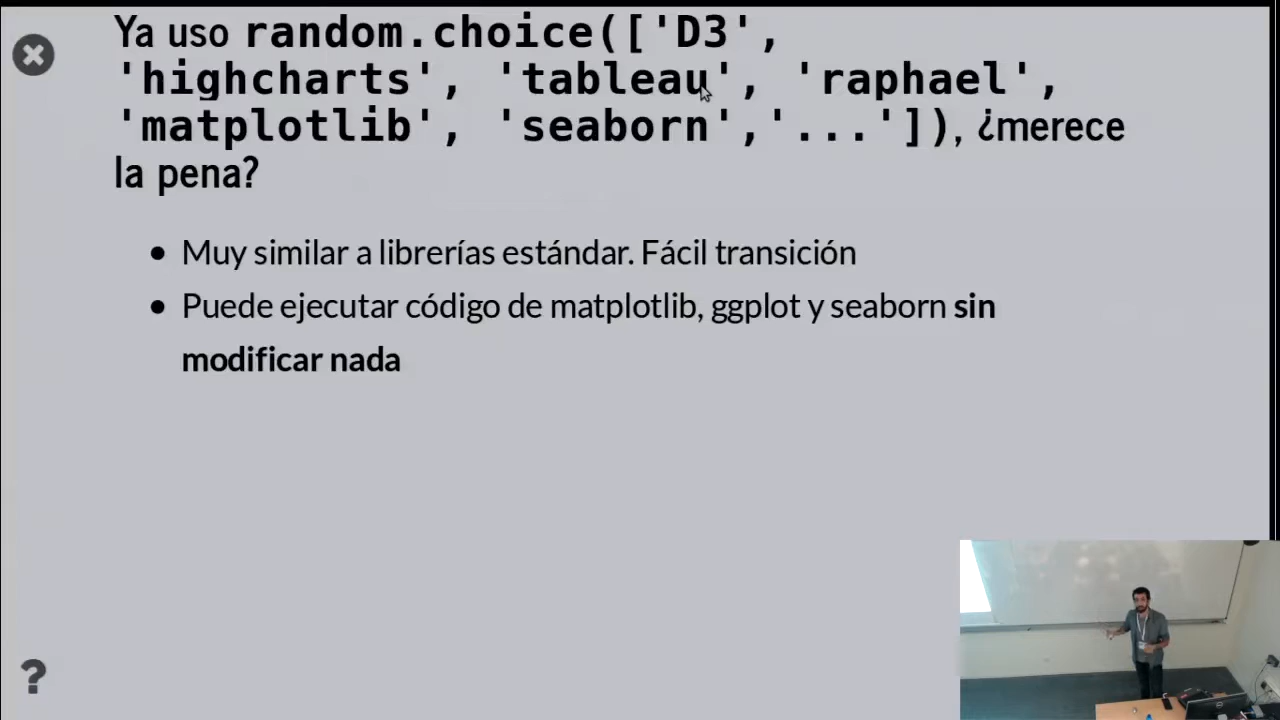 Ya uso random.choice(['D3',
'highcharts', 'tableau', 'raphael',
'matplotlib', 'seaborn','...']), ¿merece
la pena?
• Muy similar a librerías estándar. Fácil transición
• Puede ejecutar código de matplotlib, ggplot y seaborn sin
modificar nada
?